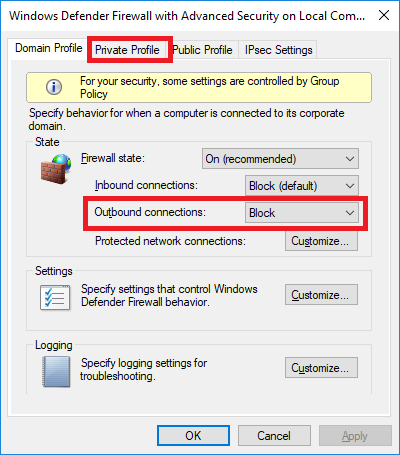 Windows Defender Firewall with Advanced Security on Local Com...
Domain Profile Private Profile Public Profile IPsec Settings
For your security, some settings are controlled by Group
Policy
Specify behavior for when a computer is connected to its corporate
domain.
State
Firewall state: On (recommended)
Inbound connections: Block (default)
Outbound connections: Block
Protected network connections: Customize...
Settings
Specify settings that control Windows
Defender Firewall behavior.
Customize...
Logging
Specify logging settings for
troubleshooting.
Customize...
OK Cancel Apply